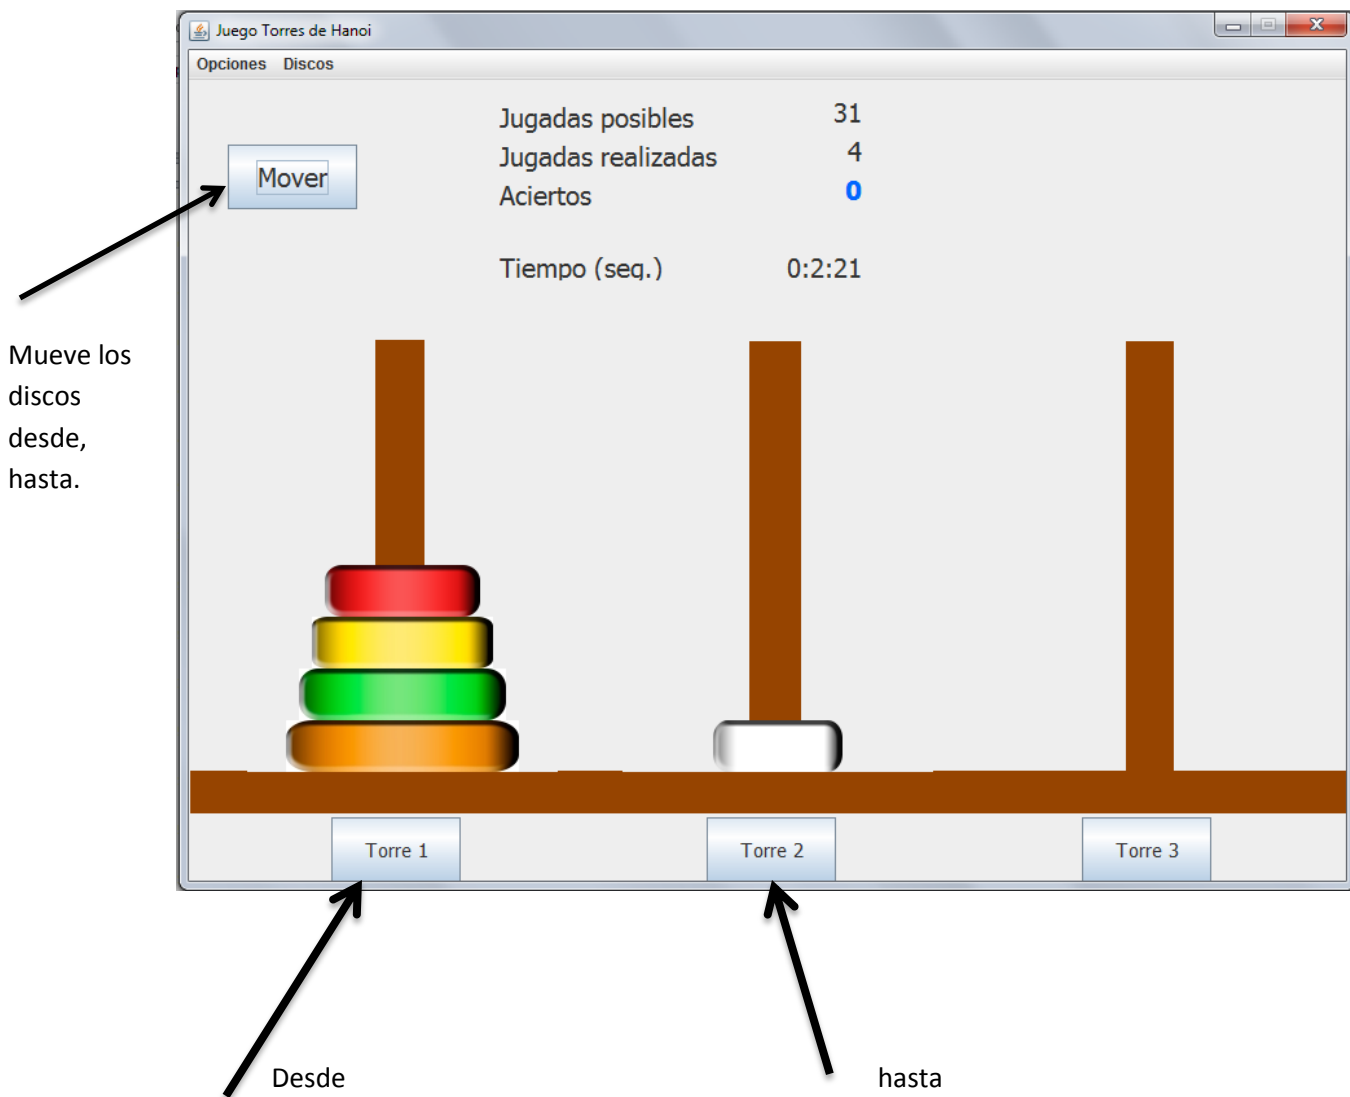 Juego Torres de Hanoi
Opciones Discos
Jugadas posibles 31
Mover
Jugadas realizadas 4
Aciertos 0
Tiempo (seg.) 0:2:21
Mueve los
discos
desde,
hasta.
Torre 1 Torre 2 Torre 3
Desde hasta